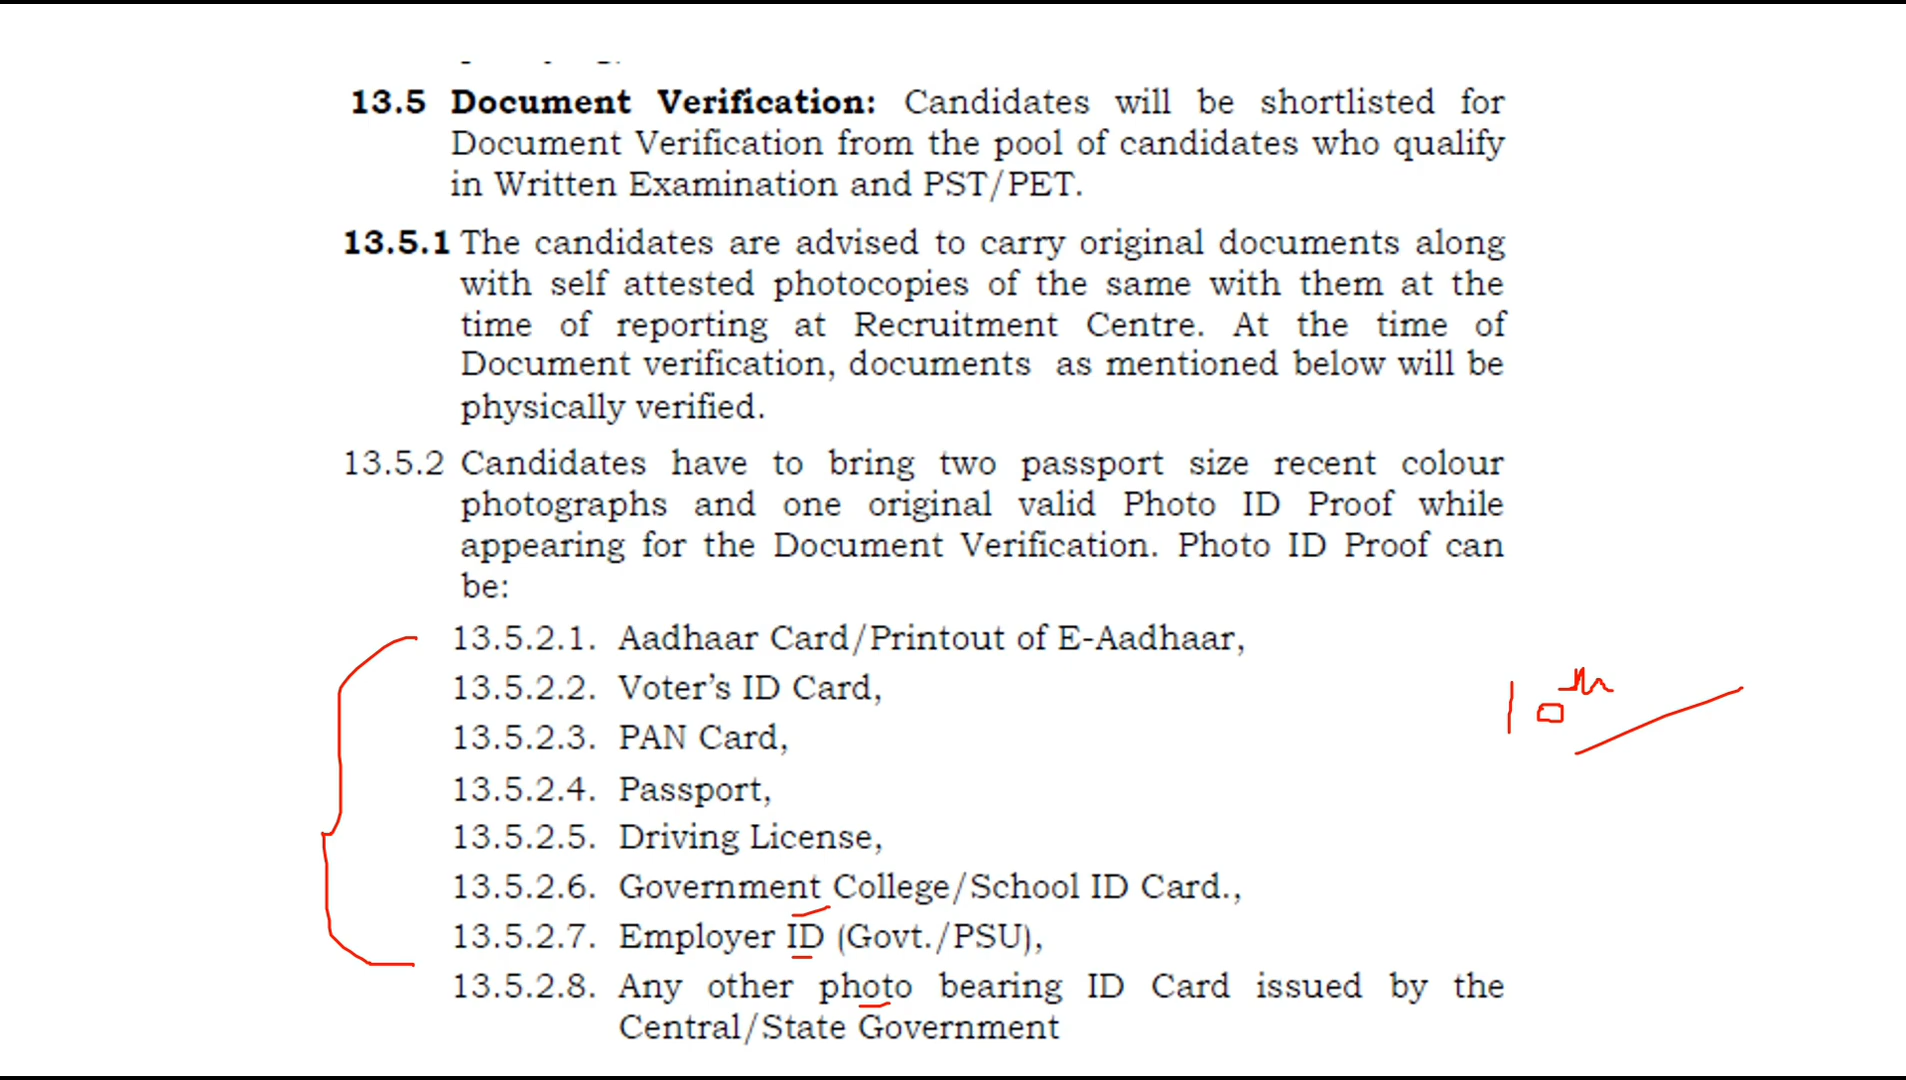 13.5 Document Verification: Candidates will be shortlisted for
Document Verification from the pool of candidates who qualify
in Written Examination and PST/PET.
13.5.1 The candidates are advised to carry original documents along
with self attested photocopies of the same with them at the
time of reporting at Recruitment Centre. At the time of
Document verification, documents as mentioned below will be
physically verified.
13.5.2 Candidates have to bring two passport size recent colour
photographs and one original valid Photo ID Proof while
appearing for the Document Verification. Photo ID Proof can
be:
13.5.2.1. Aadhaar Card/Printout of E-Aadhaar,
13.5.2.2. Voter's ID Card,
10th
13.5.2.3. PAN Card,
13.5.2.4. Passport,
13.5.2.5. Driving License,
13.5.2.6. Government College/School ID Card.,
13.5.2.7. Employer ID (Govt./PSU),
13.5.2.8. Any other photo bearing ID Card issued by the
Central/State Government